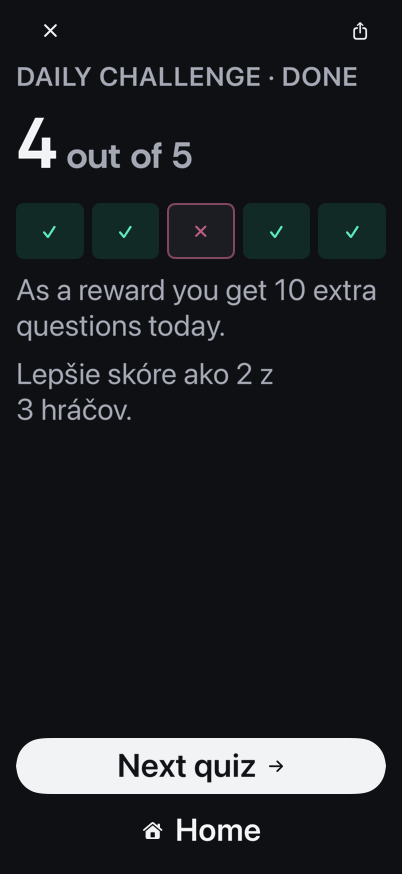 DAILY CHALLENGE · DONE
4 out of 5
As a reward you get 10 extra
questions today.
Lepšie skóre ako 2 z
3 hráčov.
Next quiz →
Home